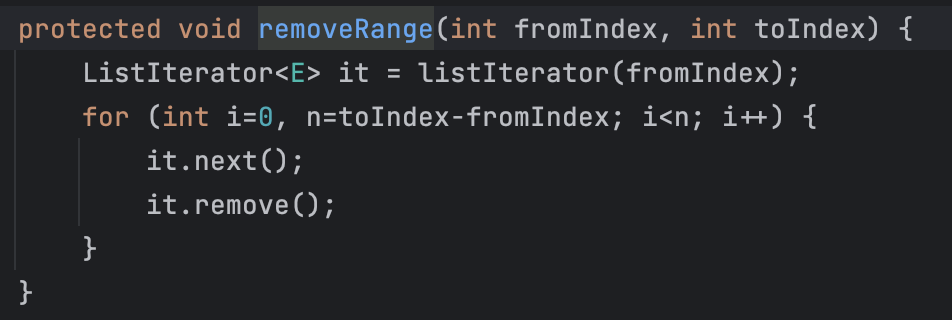 protected void removeRange(int fromIndex, int toIndex) {
    ListIterator<E> it = listIterator(fromIndex);
    for (int i=0, n=toIndex-fromIndex; i<n; i++) {
        it.next();
        it.remove();
    }
}